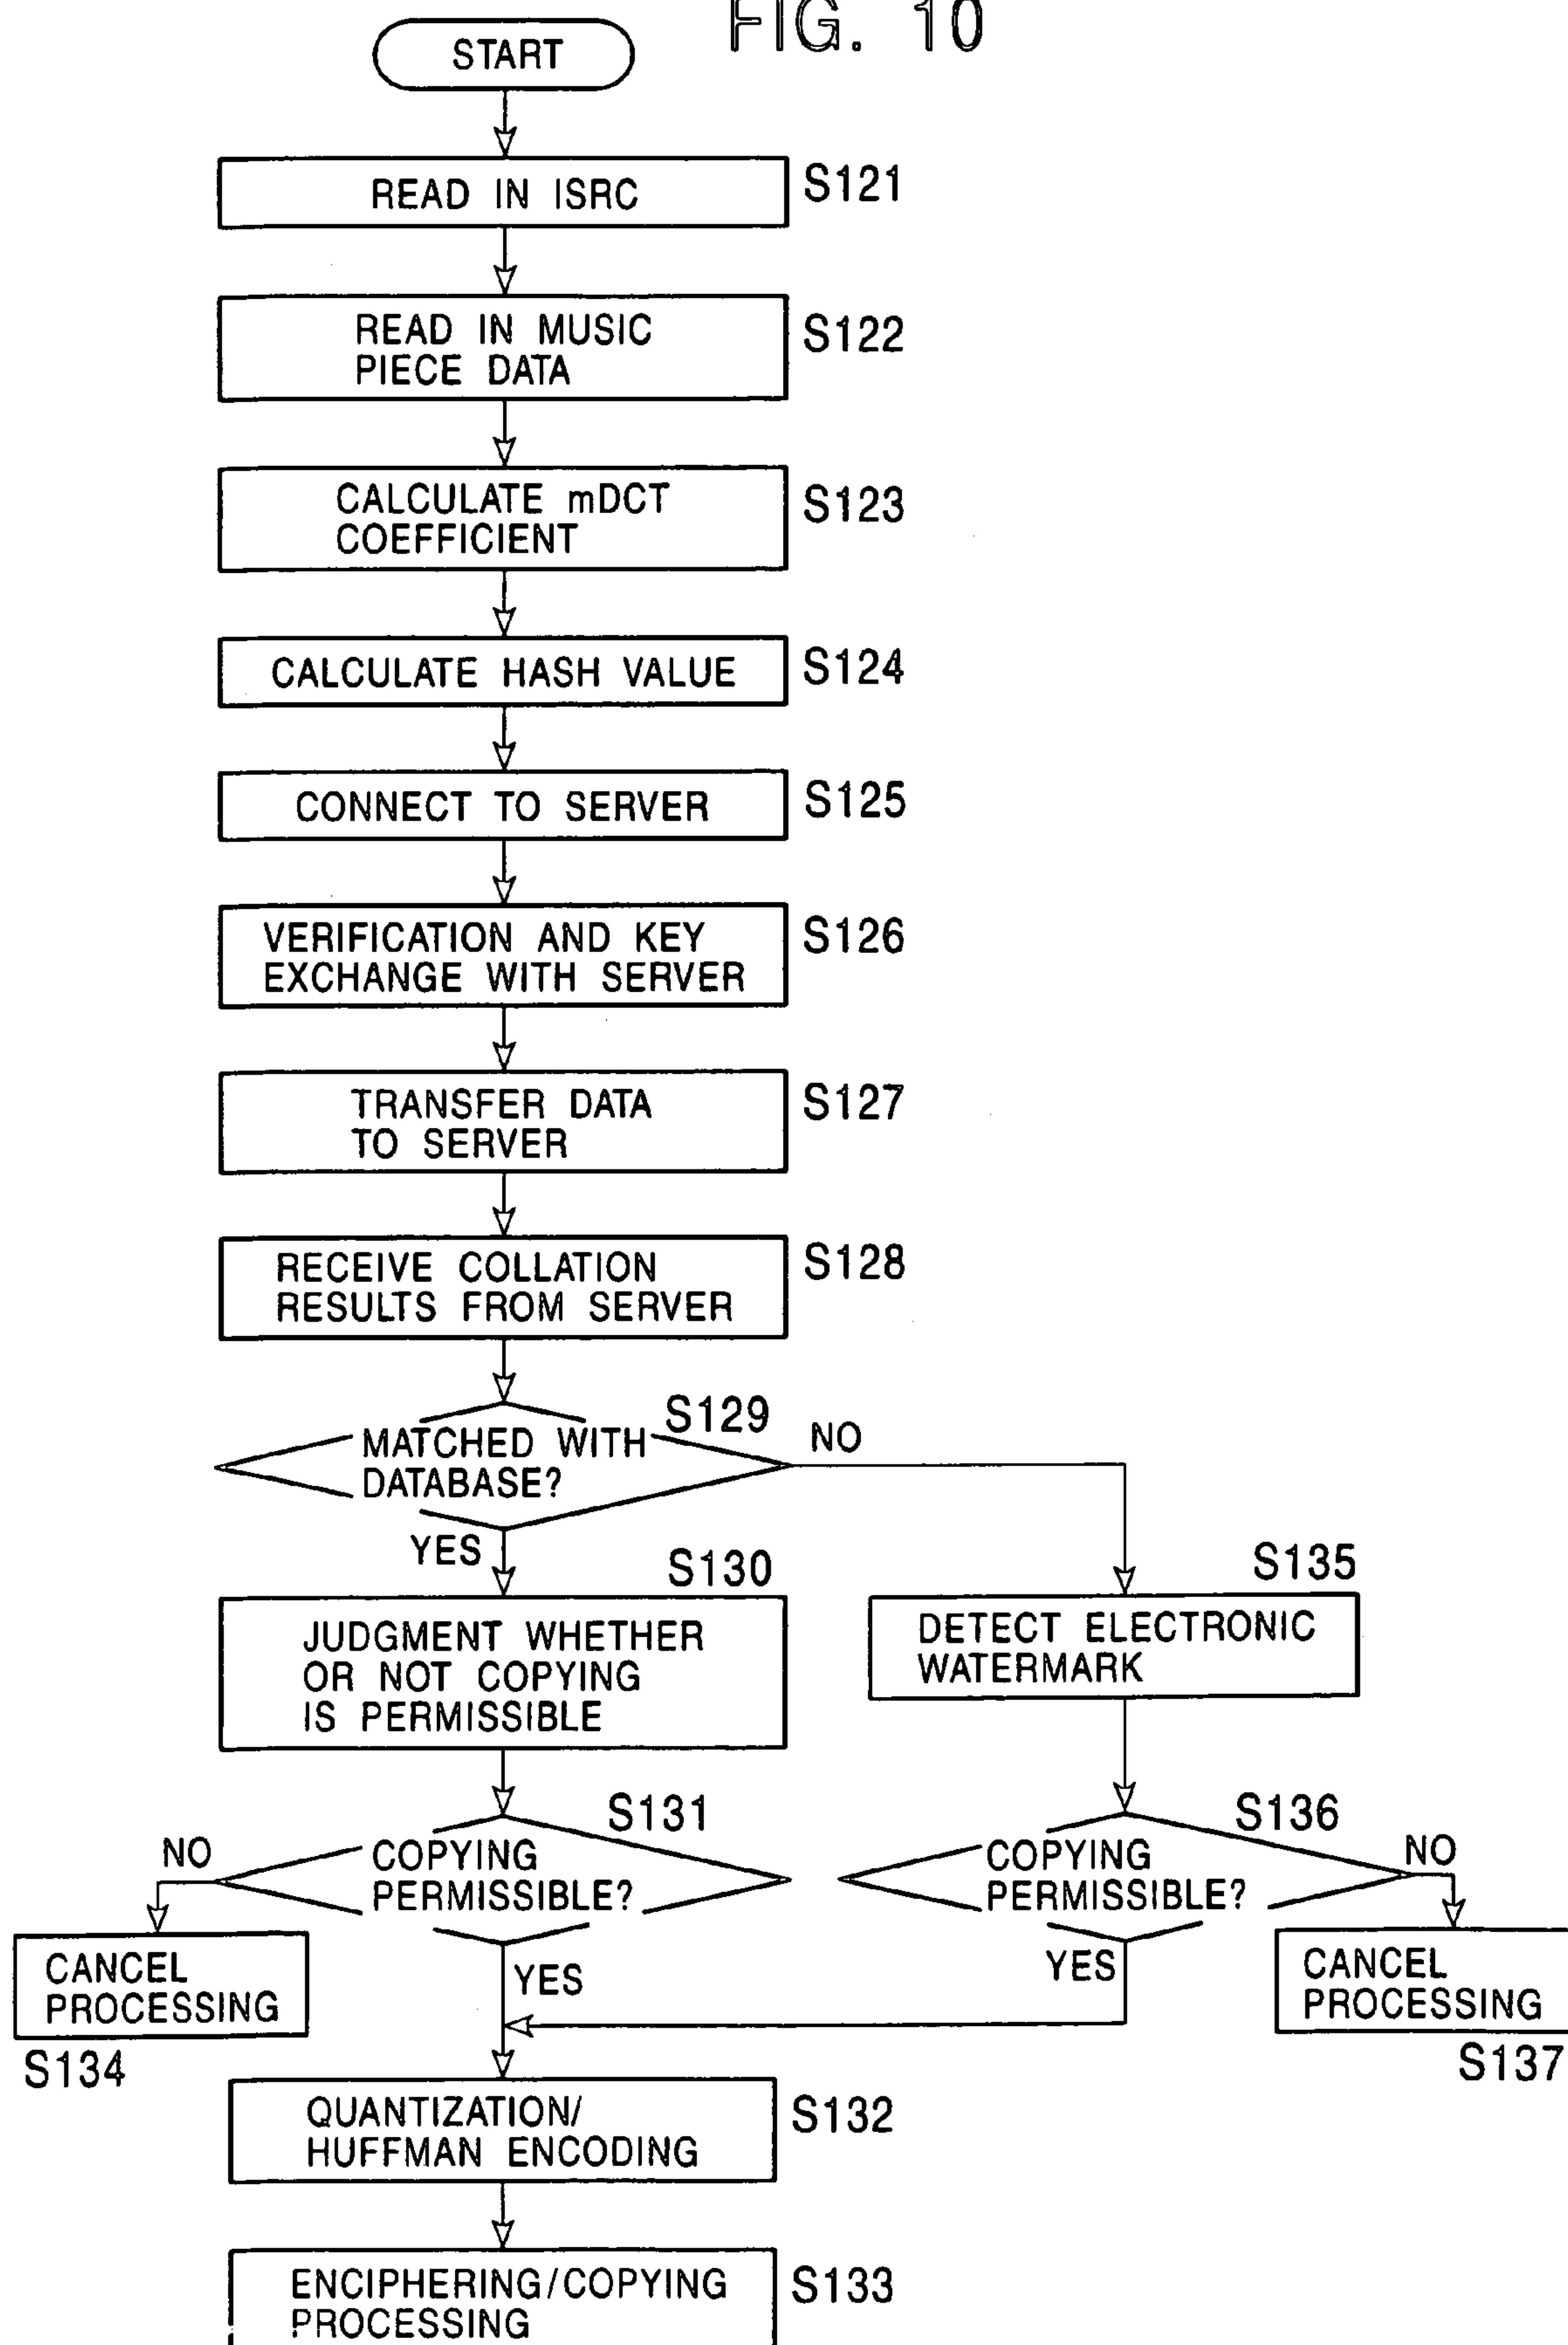 FIG. 10
START
READ IN ISRC
S121
READ IN MUSIC
PIECE DATA
S122
CALCULATE mDCT
COEFFICIENT
S123
CALCULATE HASH VALUE
S124
CONNECT TO SERVER
S125
VERIFICATION AND KEY
EXCHANGE WITH SERVER
S126
TRANSFER DATA
TO SERVER
S127
RECEIVE COLLATION
RESULTS FROM SERVER
S128
S129
MATCHED WITH
DATABASE?
NO
YES
S130
JUDGMENT WHETHER
OR NOT COPYING
IS PERMISSIBLE
S135
DETECT ELECTRONIC
WATERMARK
S131
COPYING
PERMISSIBLE?
NO
YES
S136
COPYING
PERMISSIBLE?
NO
YES
CANCEL
PROCESSING
S134
CANCEL
PROCESSING
S137
QUANTIZATION/
HUFFMAN ENCODING
S132
ENCIPHERING/COPYING
PROCESSING
S133